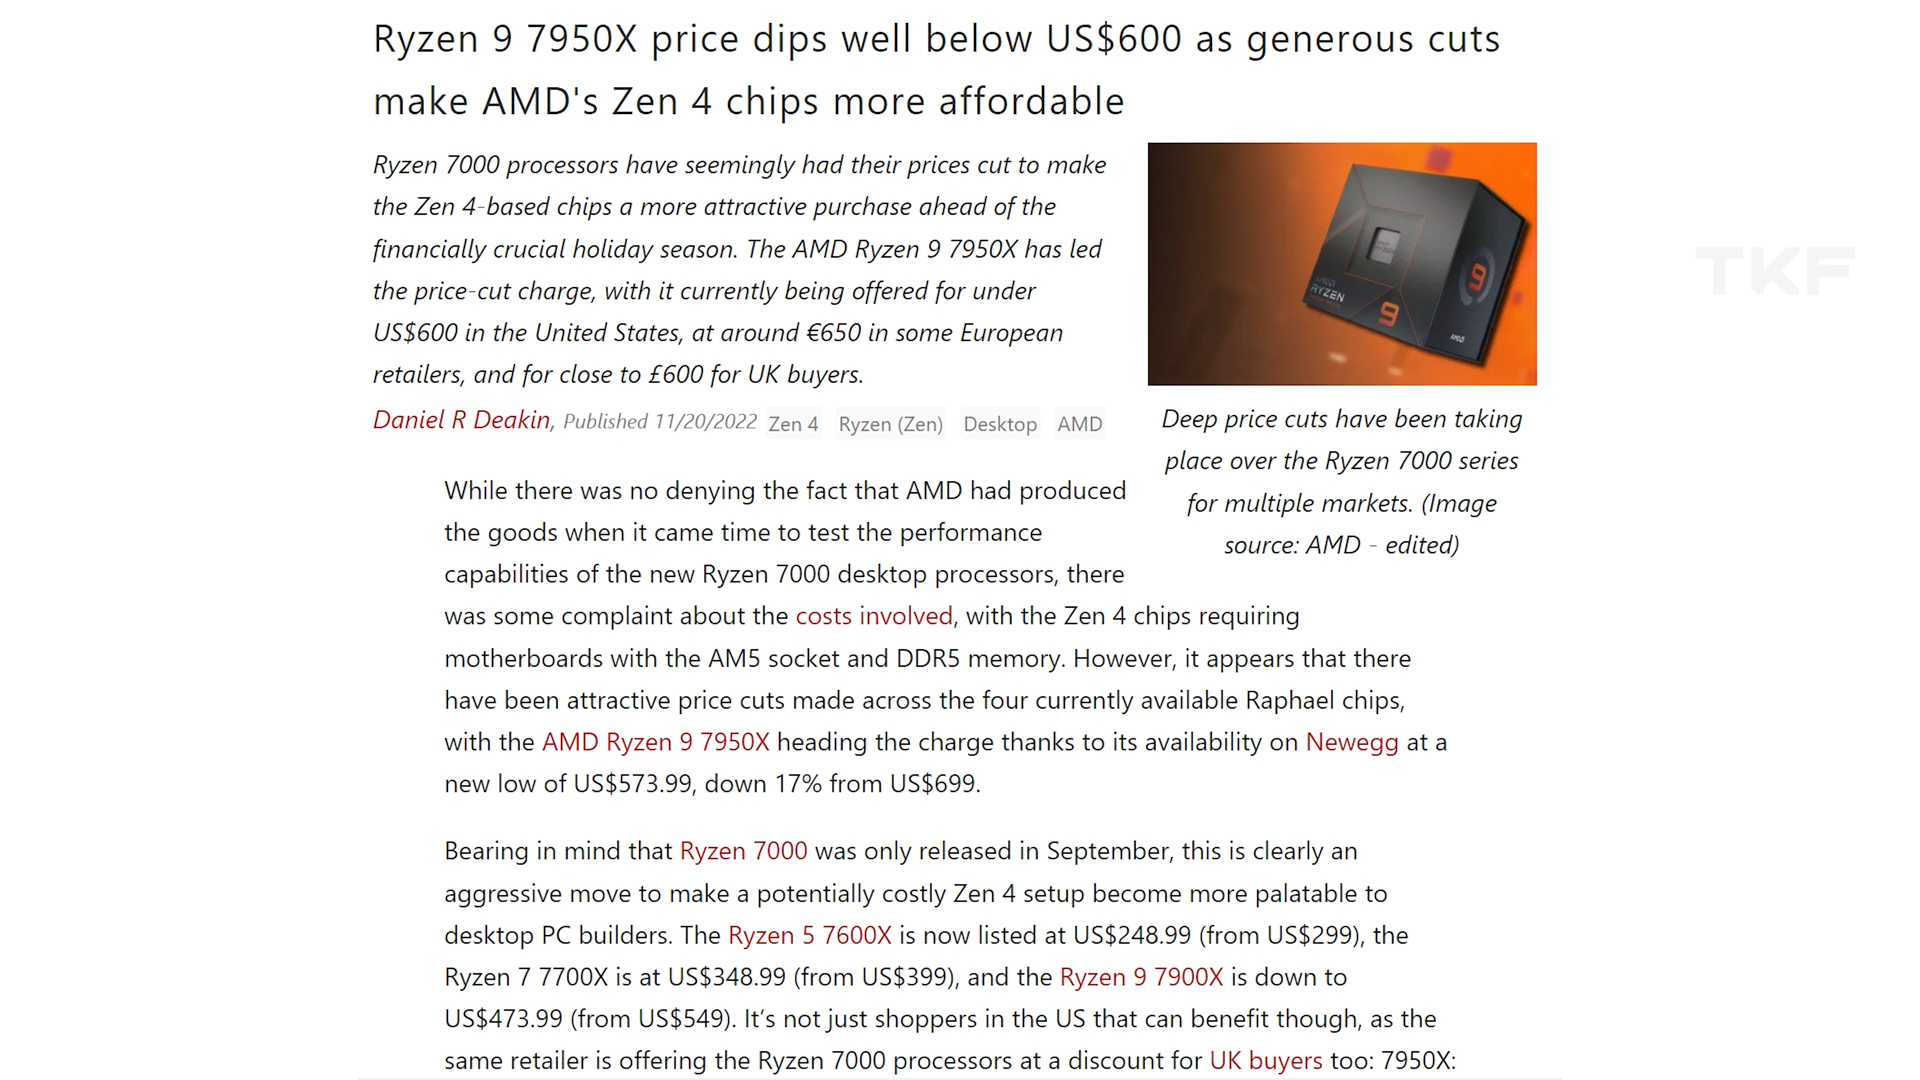 Ryzen 9 7950X price dips well below US$600 as generous cuts
make AMD's Zen 4 chips more affordable
Ryzen 7000 processors have seemingly had their prices cut to make
the Zen 4-based chips a more attractive purchase ahead of the
financially crucial holiday season. The AMD Ryzen 9 7950X has led
the price-cut charge, with it currently being offered for under
US$600 in the United States, at around €650 in some European
retailers, and for close to £600 for UK buyers.
Daniel R Deakin, Published 11/20/2022 Zen 4 Ryzen (Zen) Desktop AMD
RYZEN
9
9
AMD
TKF
Deep price cuts have been taking
place over the Ryzen 7000 series
for multiple markets. (Image
source: AMD - edited)
While there was no denying the fact that AMD had produced
the goods when it came time to test the performance
capabilities of the new Ryzen 7000 desktop processors, there
was some complaint about the costs involved, with the Zen 4 chips requiring
motherboards with the AM5 socket and DDR5 memory. However, it appears that there
have been attractive price cuts made across the four currently available Raphael chips,
with the AMD Ryzen 9 7950X heading the charge thanks to its availability on Newegg at a
new low of US$573.99, down 17% from US$699.
Bearing in mind that Ryzen 7000 was only released in September, this is clearly an
aggressive move to make a potentially costly Zen 4 setup become more palatable to
desktop PC builders. The Ryzen 5 7600X is now listed at US$248.99 (from US$299), the
Ryzen 7 7700X is at US$348.99 (from US$399), and the Ryzen 9 7900X is down to
US$473.99 (from US$549). It’s not just shoppers in the US that can benefit though, as the
same retailer is offering the Ryzen 7000 processors at a discount for UK buyers too: 7950X: